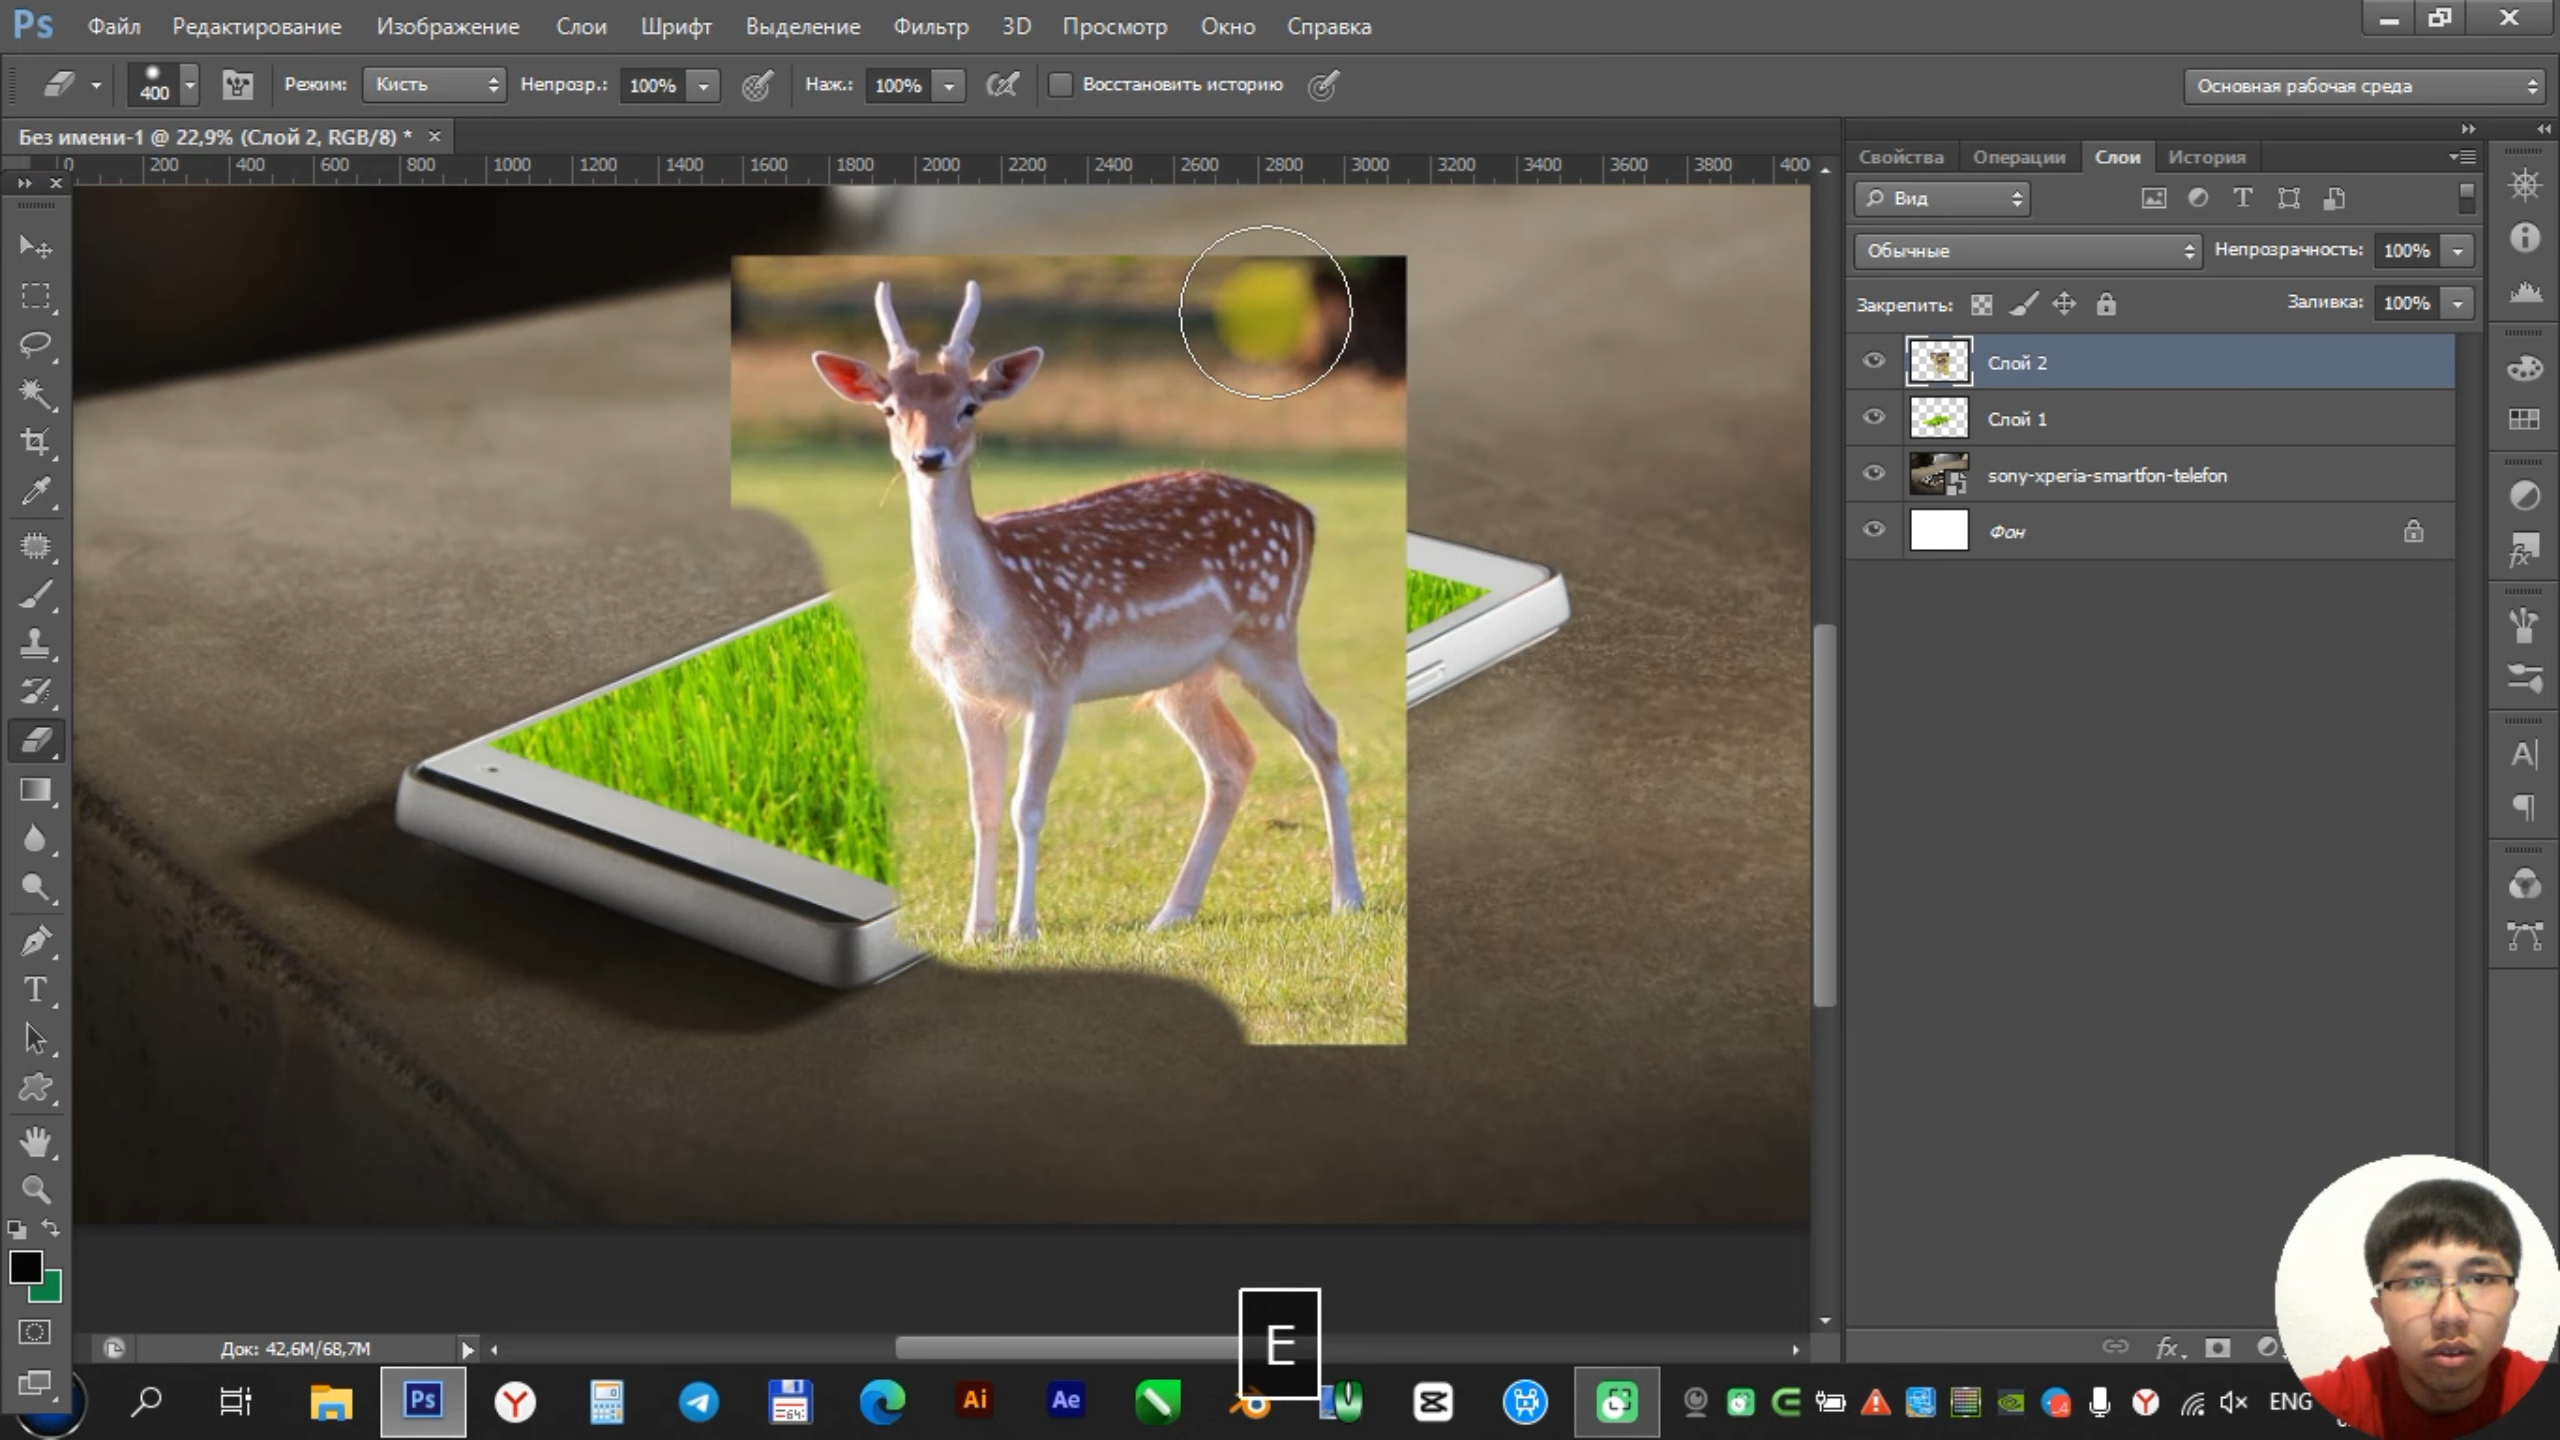 Ps Файл Редактирование Изображение Слои Шрифт Выделение Фильтр 3D Просмотр Окно Справка
400 Режим: Кисть Непрозр.: 100% Наж.: 100% Восстановить историю Основная рабочая среда
Без имени-1 @ 22,9% (Слой 2, RGB/8) *
0 200 400 600 800 1000 1200 1400 1600 1800 2000 2200 2400 2600 2800 3000 3200 3400 3600 3800 400
Свойства Операции Слои История
Вид
Обычные Непрозрачность: 100%
Закрепить: Заливка: 100%
Слой 2
Слой 1
sony-xperia-smartfon-telefon
Фон
Док: 42,6M/68,7M
E
Ps Ai Ae ENG